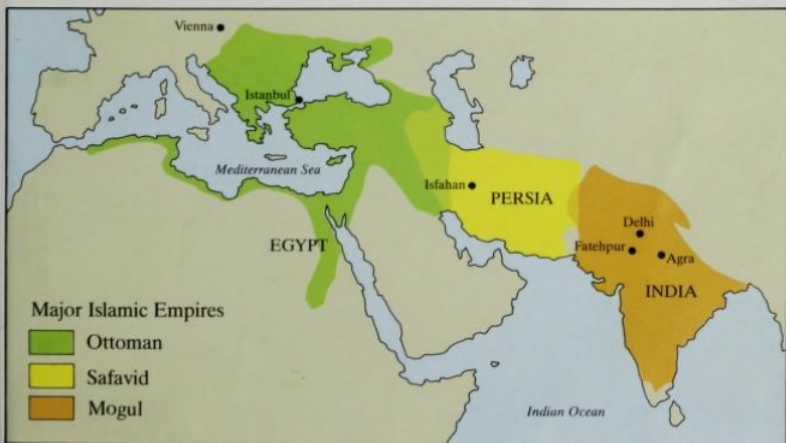 Vienna
Istanbul
Mediterranean Sea
Isfahan
PERSIA
EGYPT
Delhi
Fatehpur
Agra
INDIA
Major Islamic Empires
Ottoman
Safavid
Mogul
Indian Ocean